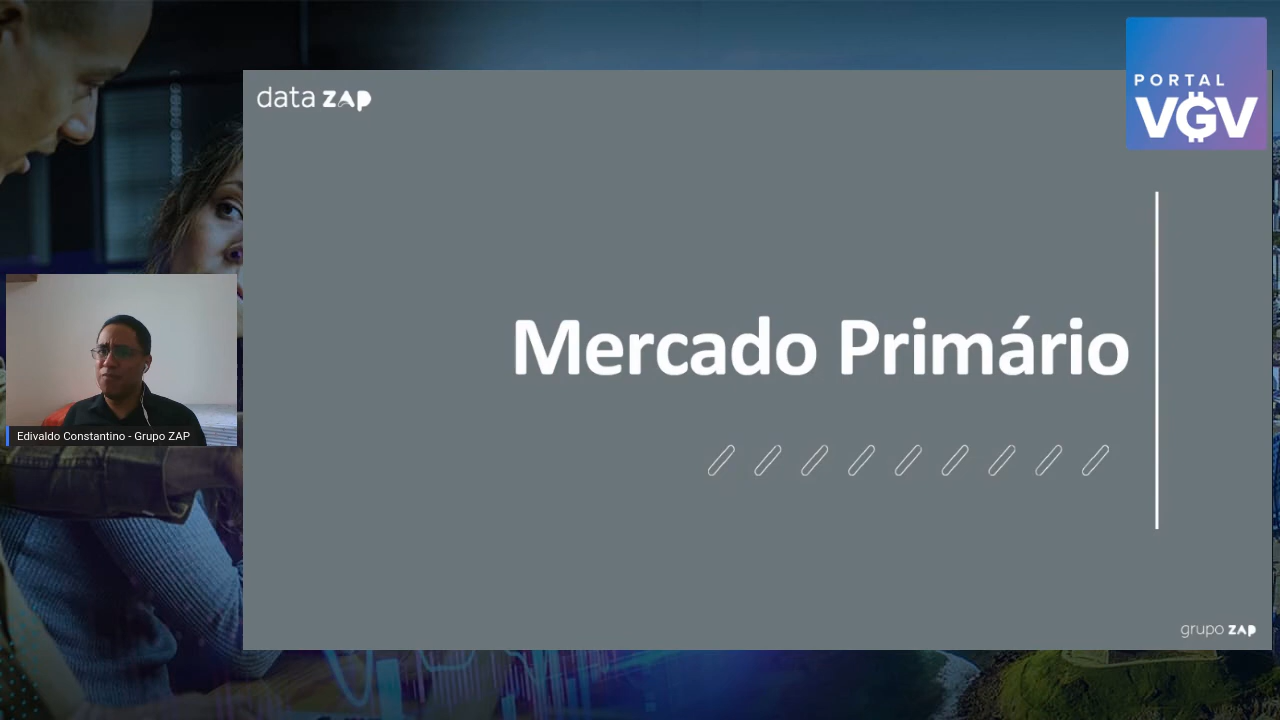 data ZAP
PORTAL
VGV
Mercado Primário
Edivaldo Constantino - Grupo ZAP
grupo ZAP